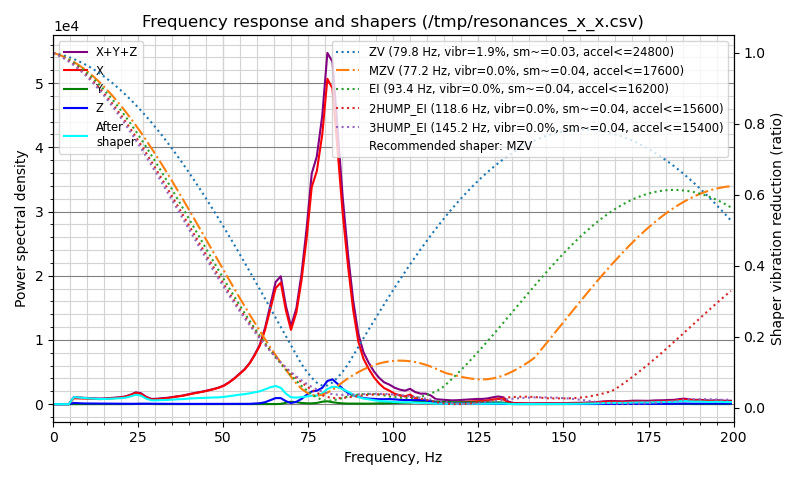 Frequency response and shapers (/tmp/resonances_x_x.csv)
1e4
X+Y+Z
X
Y
Z
After
shaper
ZV (79.8 Hz, vibr=1.9%, sm~=0.03, accel<=24800)
MZV (77.2 Hz, vibr=0.0%, sm~=0.04, accel<=17600)
EI (93.4 Hz, vibr=0.0%, sm~=0.04, accel<=16200)
2HUMP_EI (118.6 Hz, vibr=0.0%, sm~=0.04, accel<=15600)
3HUMP_EI (145.2 Hz, vibr=0.0%, sm~=0.04, accel<=15400)
Recommended shaper: MZV
Power spectral density
5
4
3
2
1
0
Shaper vibration reduction (ratio)
1.0
0.8
0.6
0.4
0.2
0.0
0 25 50 75 100 125 150 175 200
Frequency, Hz